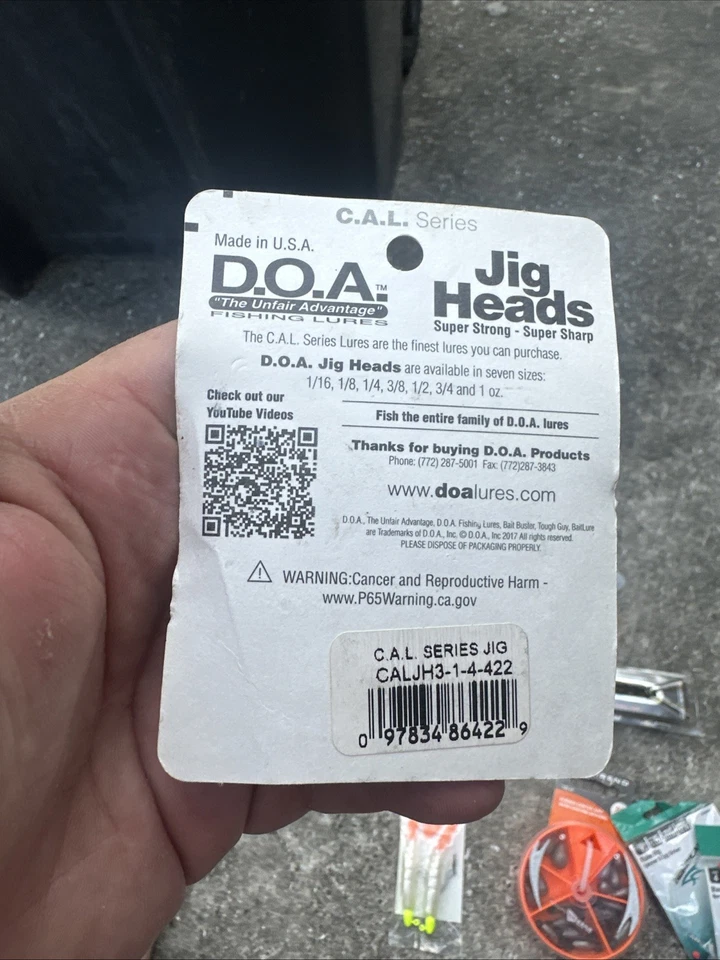 C.A.L. Series
Made in U.S.A.
D.O.A.™
"The Unfair Advantage"
FISHING LURES
Jig
Heads
Super Strong - Super Sharp
The C.A.L. Series Lures are the finest lures you can purchase.
D.O.A. Jig Heads are available in seven sizes:
1/16, 1/8, 1/4, 3/8, 1/2, 3/4 and 1 oz.
Check out our
YouTube Videos
Fish the entire family of D.O.A. lures
Thanks for buying D.O.A. Products
Phone: (772) 287-5001 Fax: (772)287-3843
www.doalures.com
D.O.A., The Unfair Advantage, D.O.A. Fishing Lures, Bait Buster, Tough Guy, BaitLure
are Trademarks of D.O.A., Inc. © D.O.A., Inc 2017 All rights reserved.
PLEASE DISPOSE OF PACKAGING PROPERLY.
⚠ WARNING:Cancer and Reproductive Harm -
www.P65Warning.ca.gov
C.A.L. SERIES JIG
CALJH3-1-4-422
0 97834 86422 9